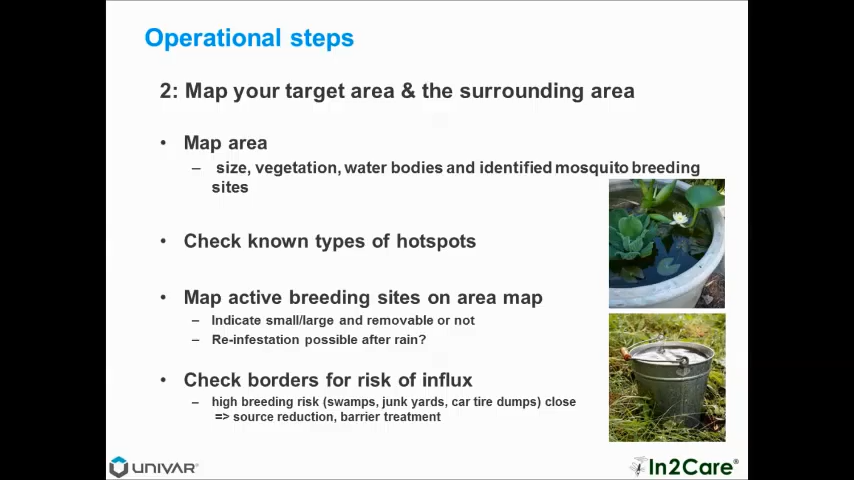 Operational steps
2: Map your target area & the surrounding area
• Map area
– size, vegetation, water bodies and identified mosquito breeding
sites
• Check known types of hotspots
• Map active breeding sites on area map
– Indicate small/large and removable or not
– Re-infestation possible after rain?
• Check borders for risk of influx
– high breeding risk (swamps, junk yards, car tire dumps) close
=> source reduction, barrier treatment
UNIVAR®
In2Care®